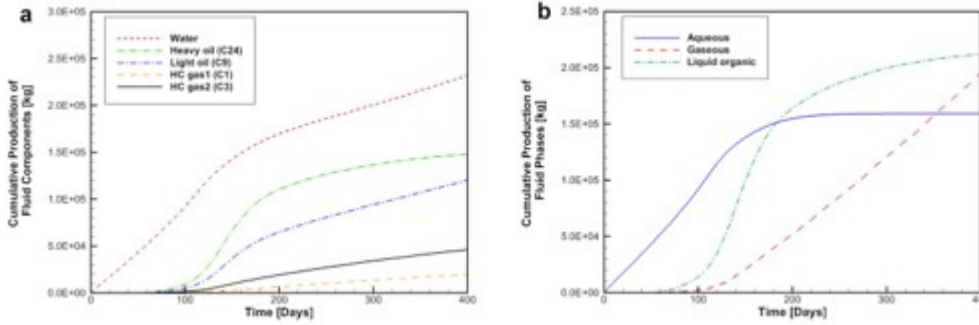 a
3.0E+05
2.5E+05
2.0E+05
1.5E+05
1.0E+05
5.0E+04
0.0E+00
0
100
200
300
400
Cumulative Production of
Fluid Components [kg]
Time [Days]
Water
Heavy oil (C24)
Light oil (C9)
HC gas1 (C1)
HC gas2 (C3)
b
2.5E+05
2.0E+05
1.5E+05
1.0E+05
5.0E+04
0.0E+00
0
100
200
300
Cumulative Production of
Fluid Phases [kg]
Time [Days]
Aqueous
Gaseous
Liquid organic